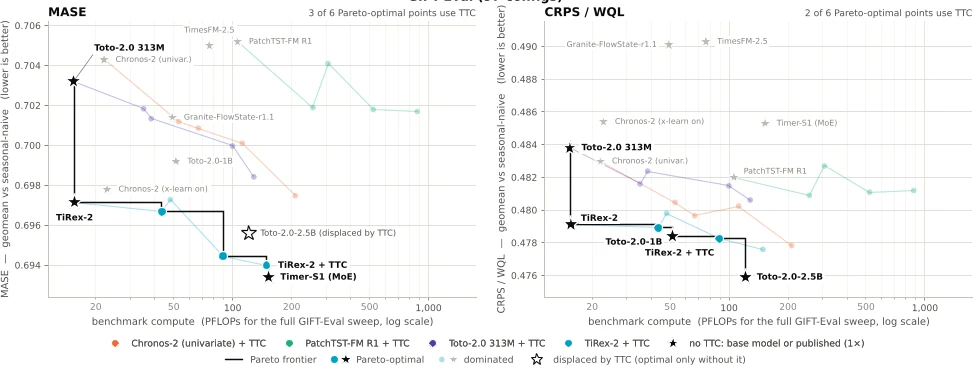 MASE
3 of 6 Pareto-optimal points use TTC
MASE — geomean vs seasonal-naive (lower is better)
0.706
0.704
0.702
0.700
0.698
0.696
0.694
TimesFM-2.5
PatchTST-FM R1
Toto-2.0 313M
Chronos-2 (univar.)
Granite-FlowState-r1.1
Toto-2.0-1B
Chronos-2 (x-learn on)
TiRex-2
Toto-2.0-2.5B (displaced by TTC)
TiRex-2 + TTC
Timer-S1 (MoE)
20
50
100
200
500
1,000
benchmark compute (PFLOPs for the full GIFT-Eval sweep, log scale)
CRPS / WQL
2 of 6 Pareto-optimal points use TTC
CRPS / WQL — geomean vs seasonal-naive (lower is better)
0.490
0.488
0.486
0.484
0.482
0.480
0.478
0.476
Granite-FlowState-r1.1
TimesFM-2.5
Chronos-2 (x-learn on)
Timer-S1 (MoE)
Toto-2.0 313M
Chronos-2 (univar.)
PatchTST-FM R1
TiRex-2
Toto-2.0-1B
TiRex-2 + TTC
Toto-2.0-2.5B
20
50
100
200
500
1,000
benchmark compute (PFLOPs for the full GIFT-Eval sweep, log scale)
Chronos-2 (univariate) + TTC
PatchTST-FM R1 + TTC
Toto-2.0 313M + TTC
TiRex-2 + TTC
no TTC: base model or published (1×)
Pareto frontier
Pareto-optimal
dominated
displaced by TTC (optimal only without it)